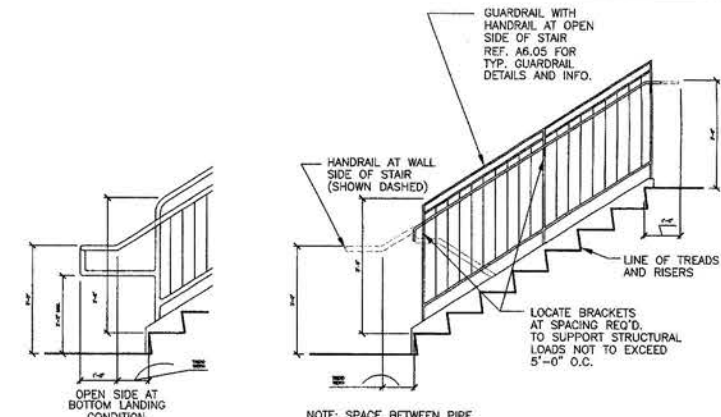 GUARDRAIL WITH
HANDRAIL AT OPEN
SIDE OF STAIR
REF. A6.05 FOR
TYP. GUARDRAIL
DETAILS AND INFO.
HANDRAIL AT WALL
SIDE OF STAIR
(SHOWN DASHED)
LINE OF TREADS
AND RISERS
LOCATE BRACKETS
AT SPACING REQ'D.
TO SUPPORT STRUCTURAL
LOADS NOT TO EXCEED
5'-0" O.C.
OPEN SIDE AT
BOTTOM LANDING
CONDITION
NOTE: SPACE BETWEEN PIPE